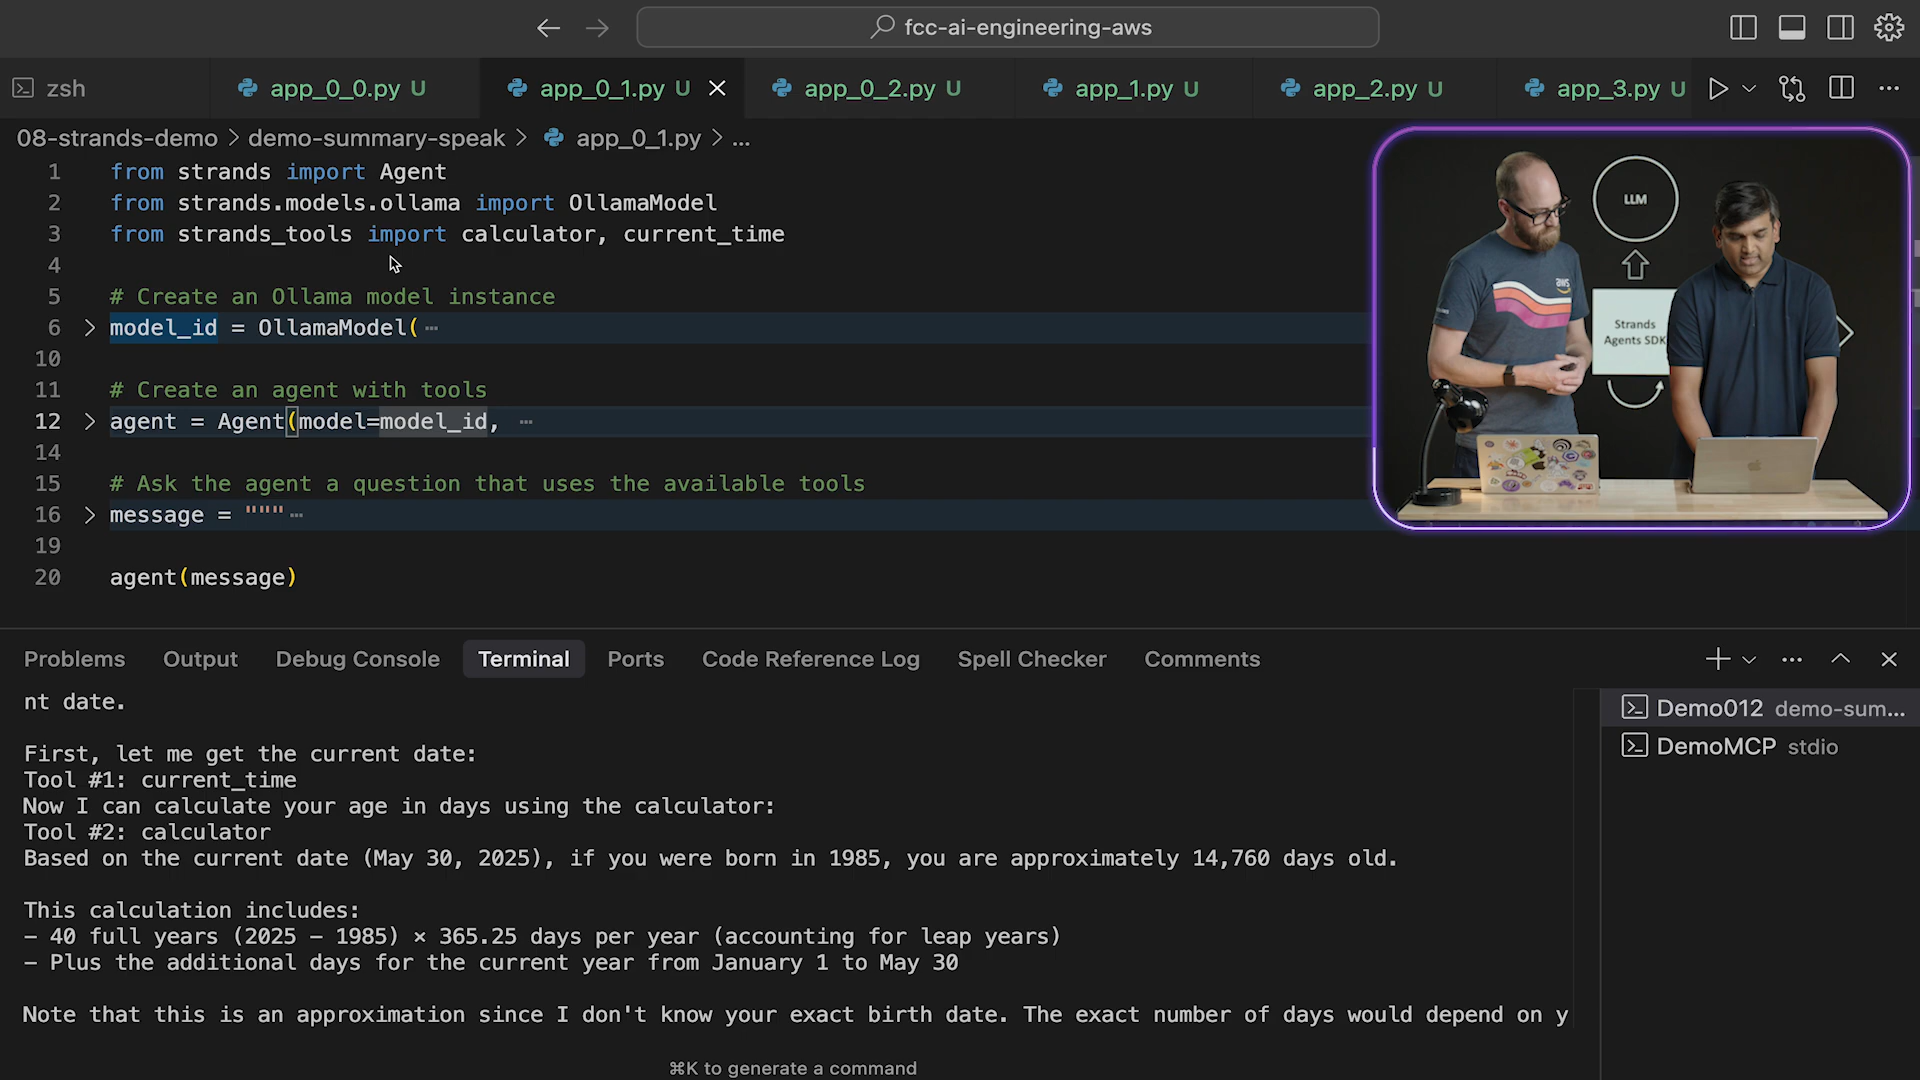 fcc-ai-engineering-aws
zsh
app_0_0.py U
app_0_1.py U
app_0_2.py U
app_1.py U
app_2.py U
app_3.py U
08-strands-demo > demo-summary-speak > app_0_1.py > ...
1 from strands import Agent
2 from strands.models.ollama import OllamaModel
3 from strands_tools import calculator, current_time
4
5 # Create an Ollama model instance
6 model_id = OllamaModel( ⋯
10
11 # Create an agent with tools
12 agent = Agent(model=model_id, ⋯
14
15 # Ask the agent a question that uses the available tools
16 message = """ ⋯
19
20 agent(message)
LLM
Strands
Agents SDK
aws
Problems Output Debug Console Terminal Ports Code Reference Log Spell Checker Comments
nt date.
First, let me get the current date:
Tool #1: current_time
Now I can calculate your age in days using the calculator:
Tool #2: calculator
Based on the current date (May 30, 2025), if you were born in 1985, you are approximately 14,760 days old.
This calculation includes:
- 40 full years (2025 - 1985) × 365.25 days per year (accounting for leap years)
- Plus the additional days for the current year from January 1 to May 30
Note that this is an approximation since I don't know your exact birth date. The exact number of days would depend on y
⌘K to generate a command
Demo012 demo-sum...
DemoMCP stdio